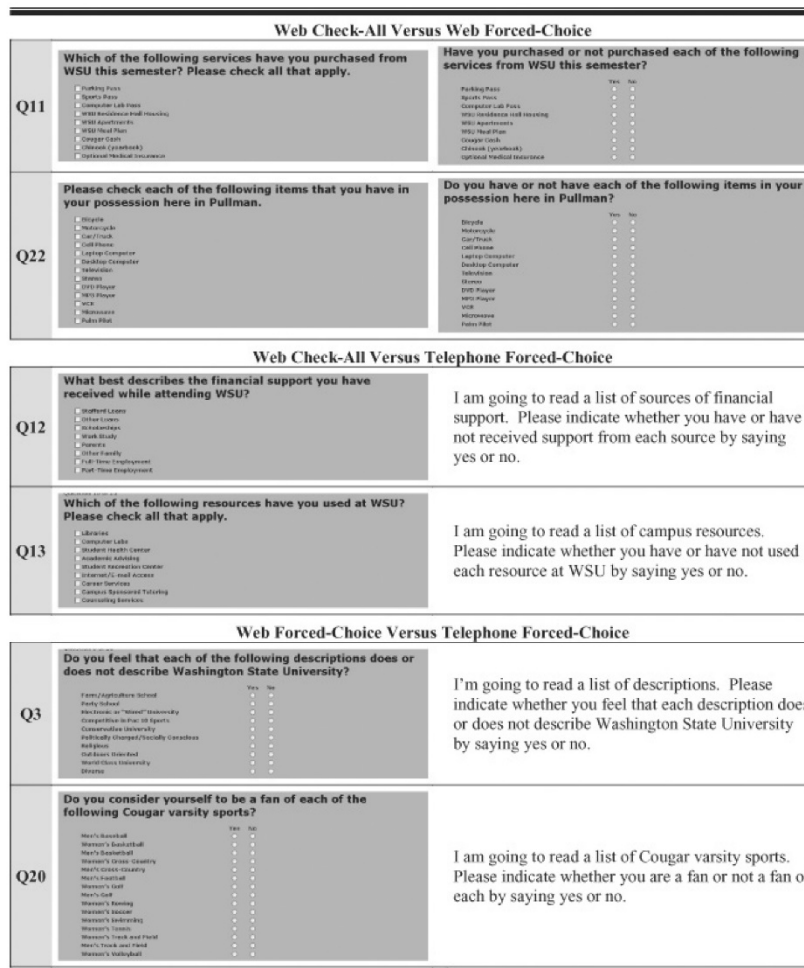 Web Check-All Versus Web Forced-Choice
Q11
Which of the following services have you purchased from
WSU this semester? Please check all that apply.
Parking Pass
Sports Pass
Computer Lab Pass
WSU Residence Hall Housing
WSU Apartments
WSU Meal Plan
Cougar Cash
Chinook (yearbook)
Optional Medical Insurance
Have you purchased or not purchased each of the following
services from WSU this semester?
Yes No
Parking Pass
Sports Pass
Computer Lab Pass
WSU Residence Hall Housing
WSU Apartments
WSU Meal Plan
Cougar Cash
Chinook (yearbook)
Optional Medical Insurance
Q22
Please check each of the following items that you have in
your possession here in Pullman.
Bicycle
Motorcycle
Car/Truck
Cell Phone
Laptop Computer
Desktop Computer
Television
Stereo
DVD Player
MP3 Player
VCR
Microwave
Palm Pilot
Do you have or not have each of the following items in your
possession here in Pullman?
Yes No
Bicycle
Motorcycle
Car/Truck
Cell Phone
Laptop Computer
Desktop Computer
Television
Stereo
DVD Player
MP3 Player
VCR
Microwave
Palm Pilot
Web Check-All Versus Telephone Forced-Choice
Q12
What best describes the financial support you have
received while attending WSU?
Stafford Loans
Other Loans
Scholarships
Work Study
Parents
Other Family
Full-Time Employment
Part-Time Employment
I am going to read a list of sources of financial
support. Please indicate whether you have or have
not received support from each source by saying
yes or no.
Q13
Which of the following resources have you used at WSU?
Please check all that apply.
Libraries
Computer Labs
Student Health Center
Academic Advising
Student Recreation Center
Internet/E-mail Access
Career Services
Campus Sponsored Tutoring
Counseling Services
I am going to read a list of campus resources.
Please indicate whether you have or have not used
each resource at WSU by saying yes or no.
Web Forced-Choice Versus Telephone Forced-Choice
Q3
Do you feel that each of the following descriptions does or
does not describe Washington State University?
Yes No
Farm/Agriculture School
Party School
Electronic or "Wired" University
Competitive in Pac 10 Sports
Conservative University
Politically Charged/Socially Conscious
Religious
Outdoors Oriented
World Class University
Diverse
I'm going to read a list of descriptions. Please
indicate whether you feel that each description does
or does not describe Washington State University
by saying yes or no.
Q20
Do you consider yourself to be a fan of each of the
following Cougar varsity sports?
Yes No
Men's Baseball
Women's Basketball
Men's Basketball
Women's Cross-Country
Men's Cross-Country
Men's Football
Women's Golf
Men's Golf
Women's Rowing
Women's Soccer
Women's Swimming
Women's Tennis
Women's Track and Field
Men's Track and Field
Women's Volleyball
I am going to read a list of Cougar varsity sports.
Please indicate whether you are a fan or not a fan o
each by saying yes or no.